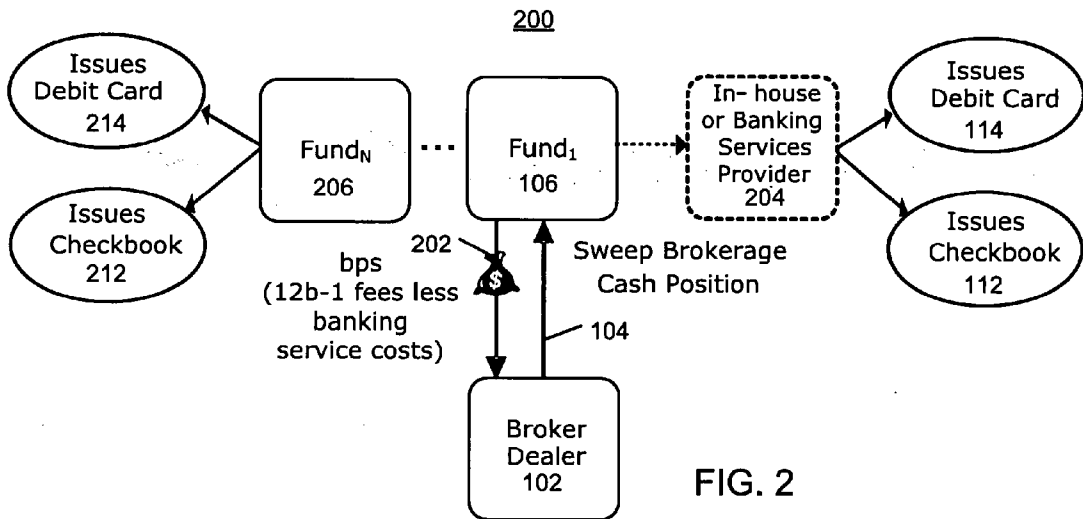 200
Issues
Debit Card
214
Issues
Checkbook
212
Fund_N
206
...
Fund_1
106
In- house
or Banking
Services
Provider
204
Issues
Debit Card
114
Issues
Checkbook
112
202
bps
(12b-1 fees less
banking
service costs)
$
Sweep Brokerage
Cash Position
104
Broker
Dealer
102
FIG. 2